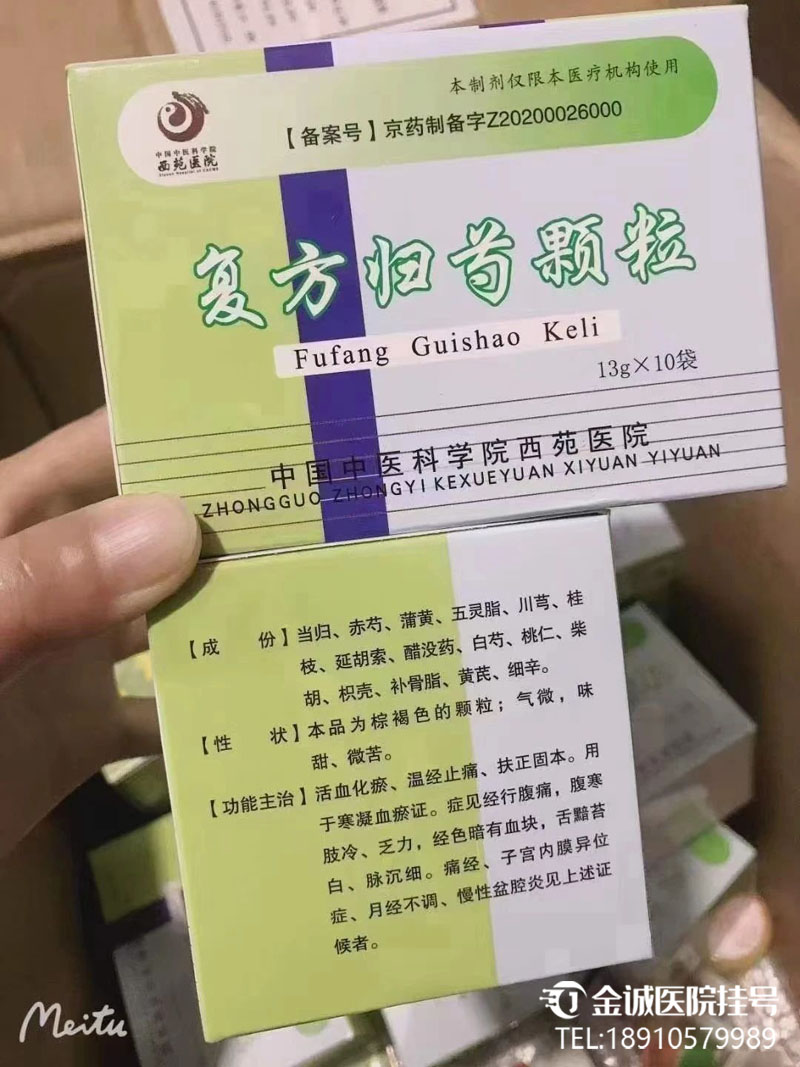 本制剂仅限本医疗机构使用
中国中医科学院
西苑医院
【备案号】京药制备字Z20200026000
复方归芍颗粒
Fufang Guishao Keli
13g×10袋
中国中医科学院西苑医院
ZHONGGUO ZHONGYI KEXUEYUAN XIYUAN YIYUAN
【成 份】当归、赤芍、蒲黄、五灵脂、川芎、桂
枝、延胡索、醋没药、白芍、桃仁、柴
胡、枳壳、补骨脂、黄芪、细辛。
【性 状】本品为棕褐色的颗粒；气微，味
甜、微苦。
【功能主治】活血化瘀、温经止痛、扶正固本。用
于寒凝血瘀证。症见经行腹痛，腹寒
肢冷、乏力，经色暗有血块，舌黯苔
白、脉沉细。痛经、子宫内膜异位
症、月经不调、慢性盆腔炎见上述证
候者。
Meitu
金诚医院挂号
TEL:18910579989